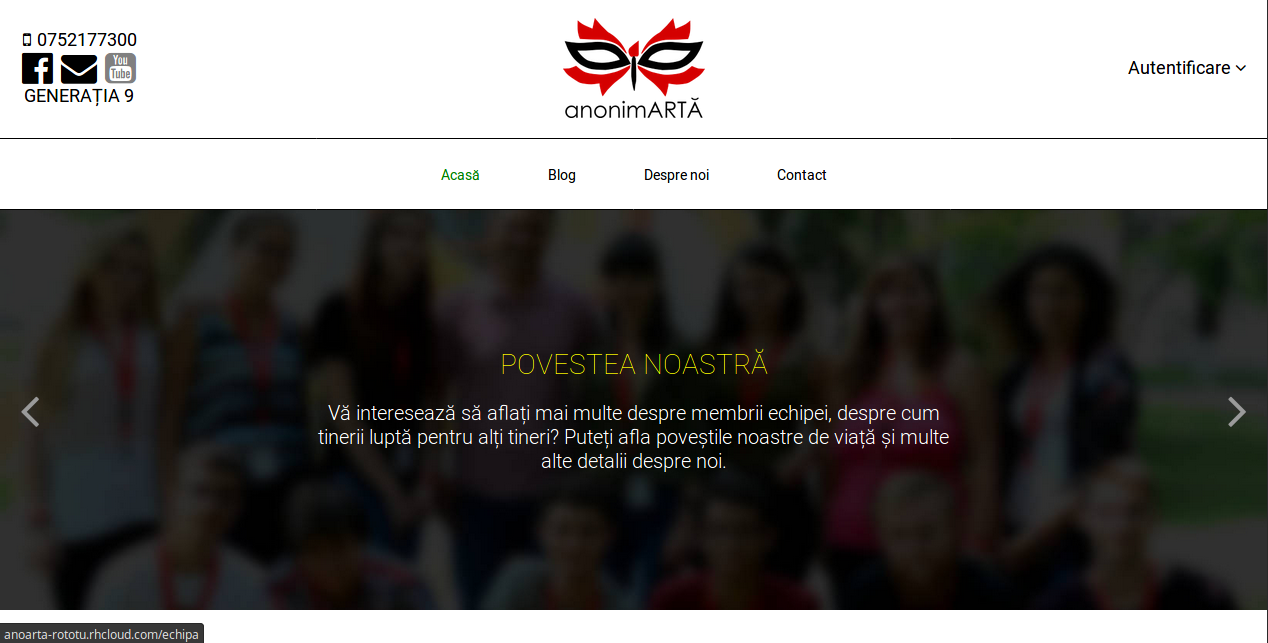 0752177300
You
Tube
GENERAȚIA 9
anonimARTĂ
Autentificare
Acasă
Blog
Despre noi
Contact
POVESTEA NOASTRĂ
Vă interesează să aflați mai multe despre membrii echipei, despre cum
tinerii luptă pentru alți tineri? Puteți afla poveștile noastre de viață și multe
alte detalii despre noi.
anoarta-rototu.rhcloud.com/echipa